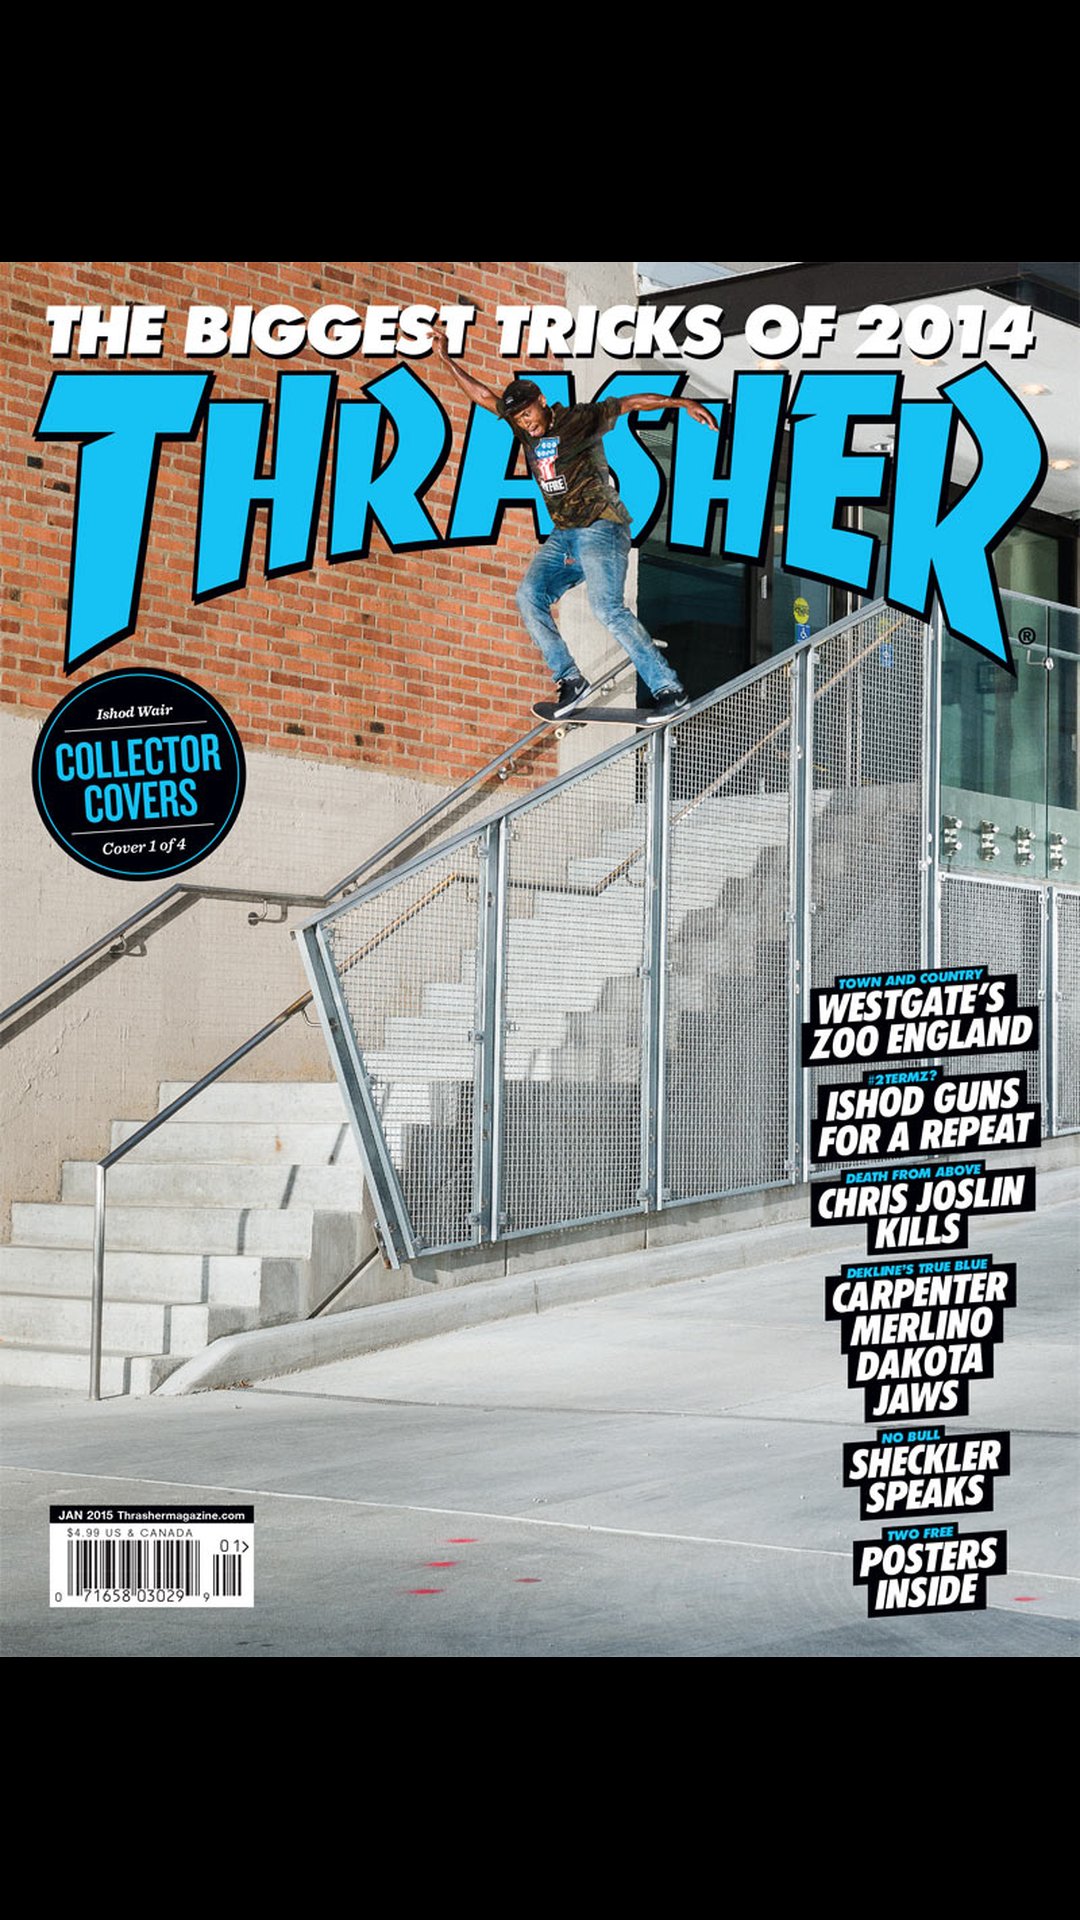 THE BIGGEST TRICKS OF 2014
THRASHER
®
Ishod Wair
COLLECTOR
COVERS
Cover 1 of 4
TOWN AND COUNTRY
WESTGATE'S
ZOO ENGLAND
#2TERMZ?
ISHOD GUNS
FOR A REPEAT
DEATH FROM ABOVE
CHRIS JOSLIN
KILLS
DEKLINE'S TRUE BLUE
CARPENTER
MERLINO
DAKOTA
JAWS
NO BULL
SHECKLER
SPEAKS
TWO FREE
POSTERS
INSIDE
JAN 2015 Thrashermagazine.com
$4.99 US & CANADA
01>
0 71658 03029 9